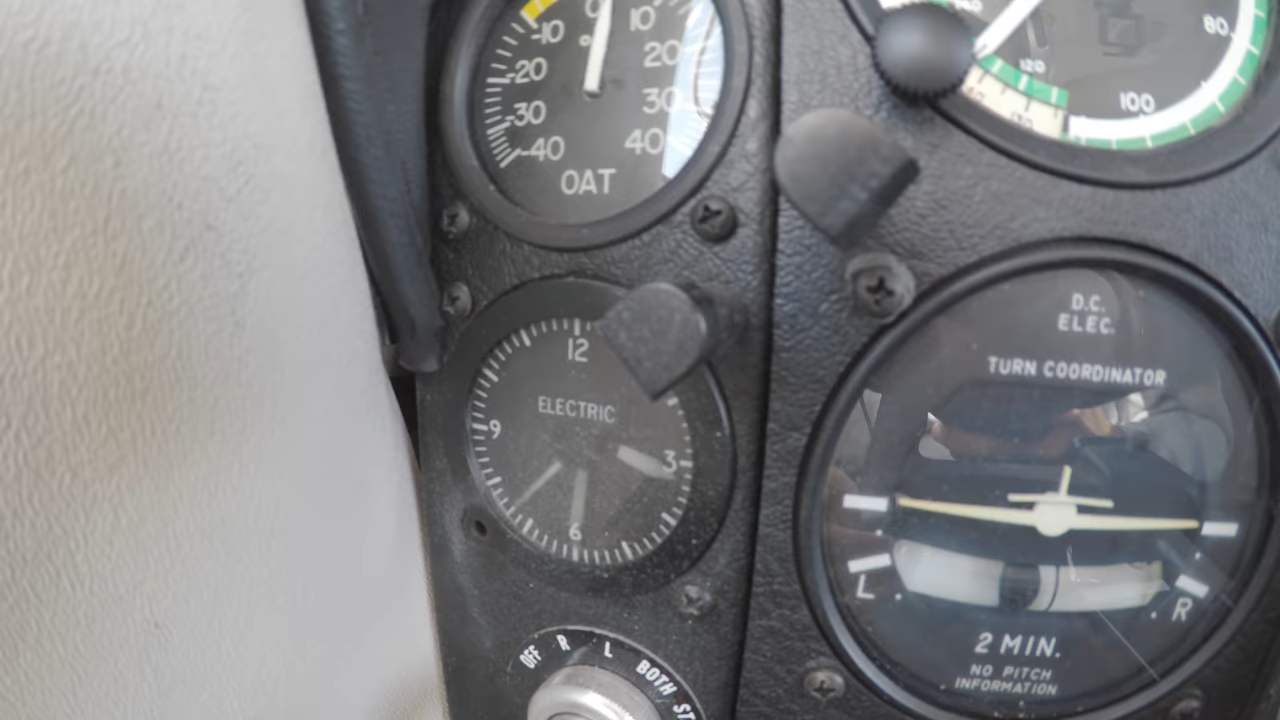 0
-10
10
-20
20
-30
30
-40
40
OAT
80
120
100
12
ELECTRIC
9
3
6
D.C.
ELEC.
TURN COORDINATOR
L
R
2 MIN.
NO PITCH
INFORMATION
OFF R L BOTH